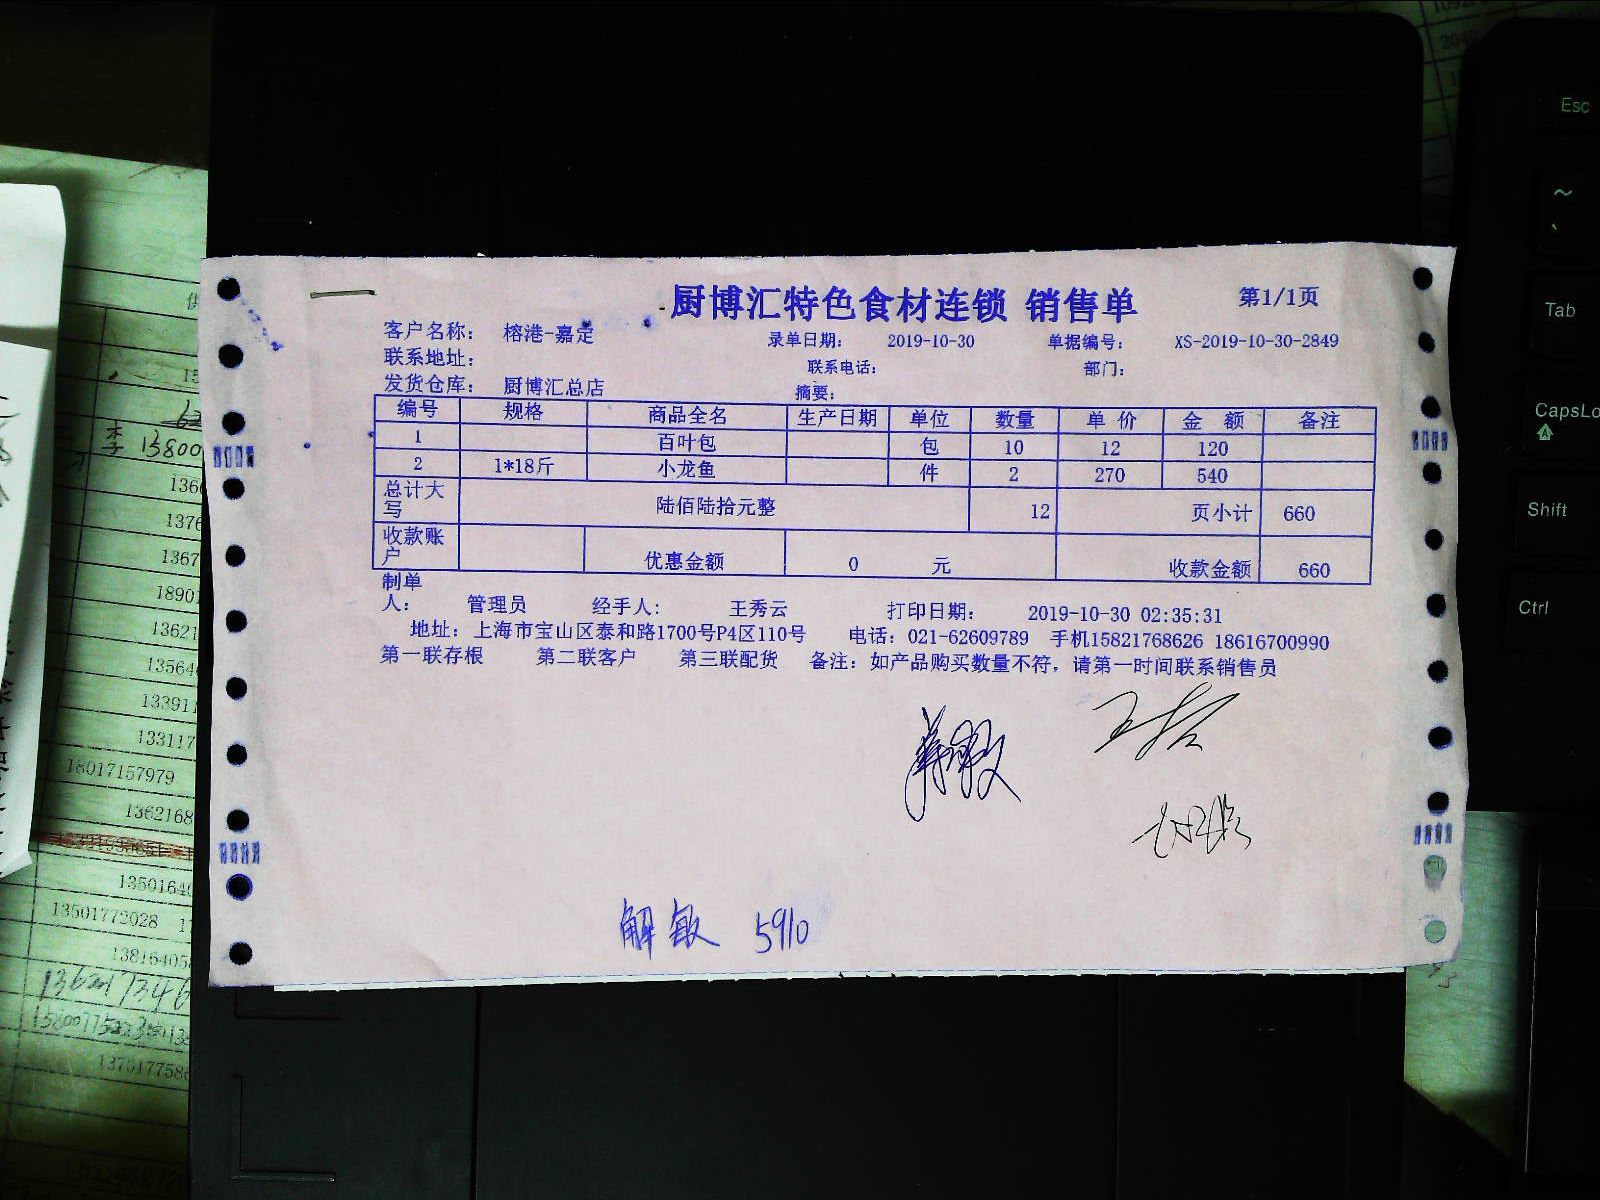 厨博汇特色食材连锁 销售单 第1/1页
客户名称： 榕港-嘉定 录单日期： 2019-10-30 单据编号： XS-2019-10-30-2849
联系地址： 联系电话： 部门：
发货仓库： 厨博汇总店 摘要：
编号 规格 商品全名 生产日期 单位 数量 单 价 金 额 备注
1 百叶包 包 10 12 120
2 1*18斤 小龙鱼 件 2 270 540
总计大写 陆佰陆拾元整 12 页小计 660
收款账户 优惠金额 0 元 收款金额 660
制单人： 管理员 经手人： 王秀云 打印日期： 2019-10-30 02:35:31
地址：上海市宝山区泰和路1700号P4区110号 电话：021-62609789 手机15821768626 18616700990
第一联存根 第二联客户 第三联配货 备注：如产品购买数量不符，请第一时间联系销售员
解敏 5910
18017157979
13501772028
Esc
Tab
Shift
Ctrl